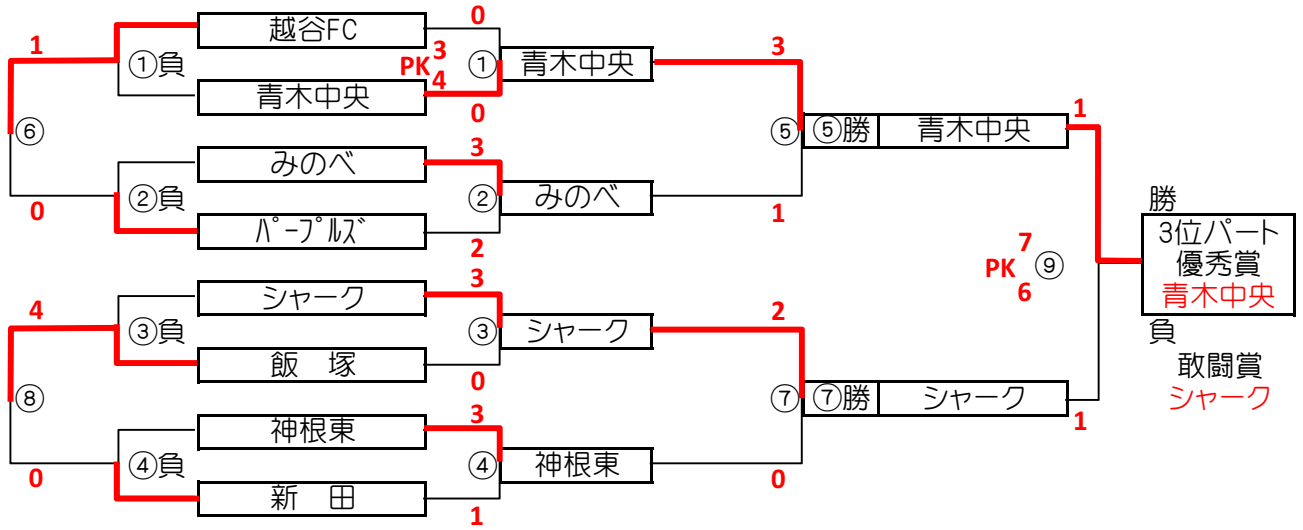 越谷FC
0
1
3
①負
PK
3
①
青木中央
4
青木中央
0
1
⑥
⑤
⑤勝
青木中央
みのべ
3
②負
②
みのべ
0
1
パープルズ
2
勝
3位パート
優秀賞
青木中央
7
PK
⑨
6
シャーク
3
4
2
③負
③
シャーク
負
飯 塚
0
敢闘賞
シャーク
⑧
⑦
⑦勝
シャーク
神根東
3
1
④負
④
神根東
0
0
新 田
1